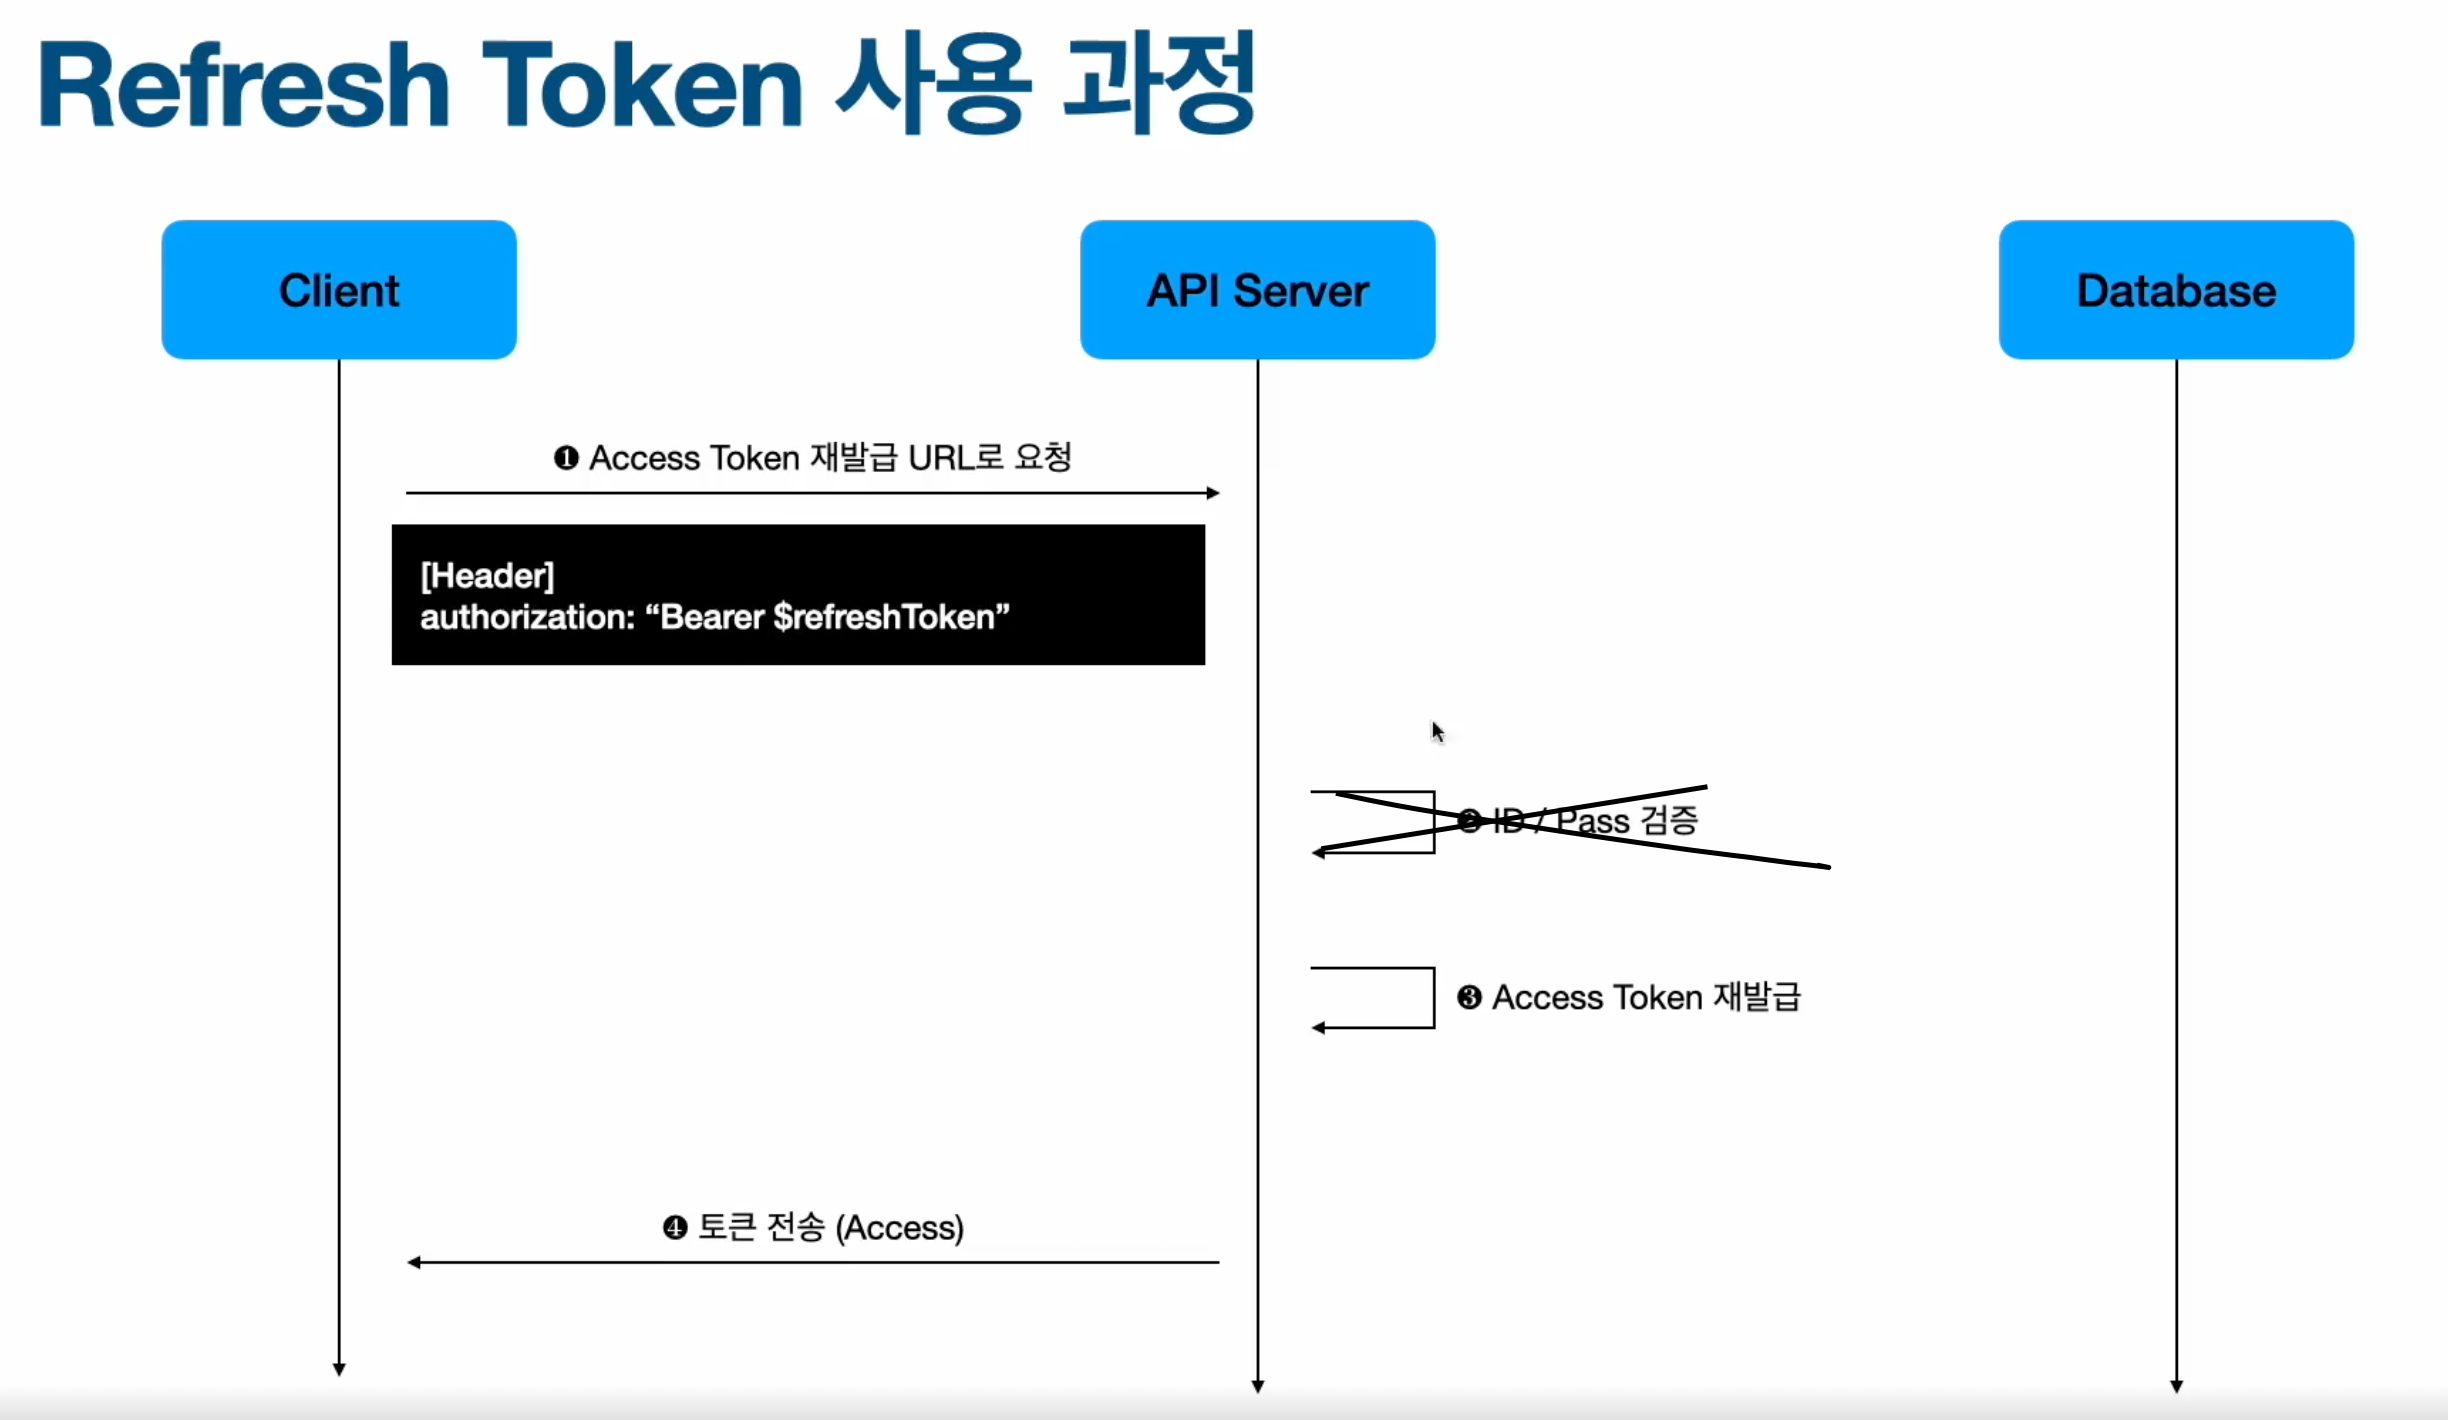 Refresh Token 사용 과정
Client
API Server
Database
❶ Access Token 재발급 URL로 요청
[Header]
authorization: “Bearer $refreshToken”
❷ ID / Pass 검증
❸ Access Token 재발급
❹ 토큰 전송 (Access)